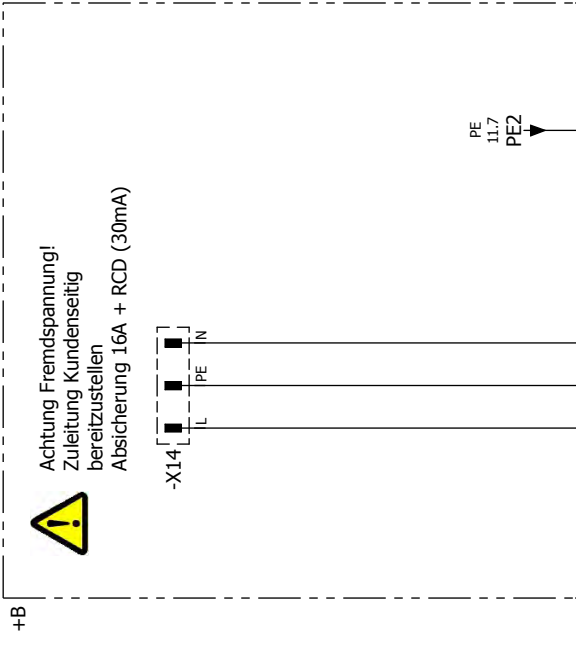 +B
Achtung Fremdspannung!
Zuleitung Kundenseitig
bereitzustellen
Absicherung 16A + RCD (30mA)
-X14
L
PE
N
PE
11.7
PE2